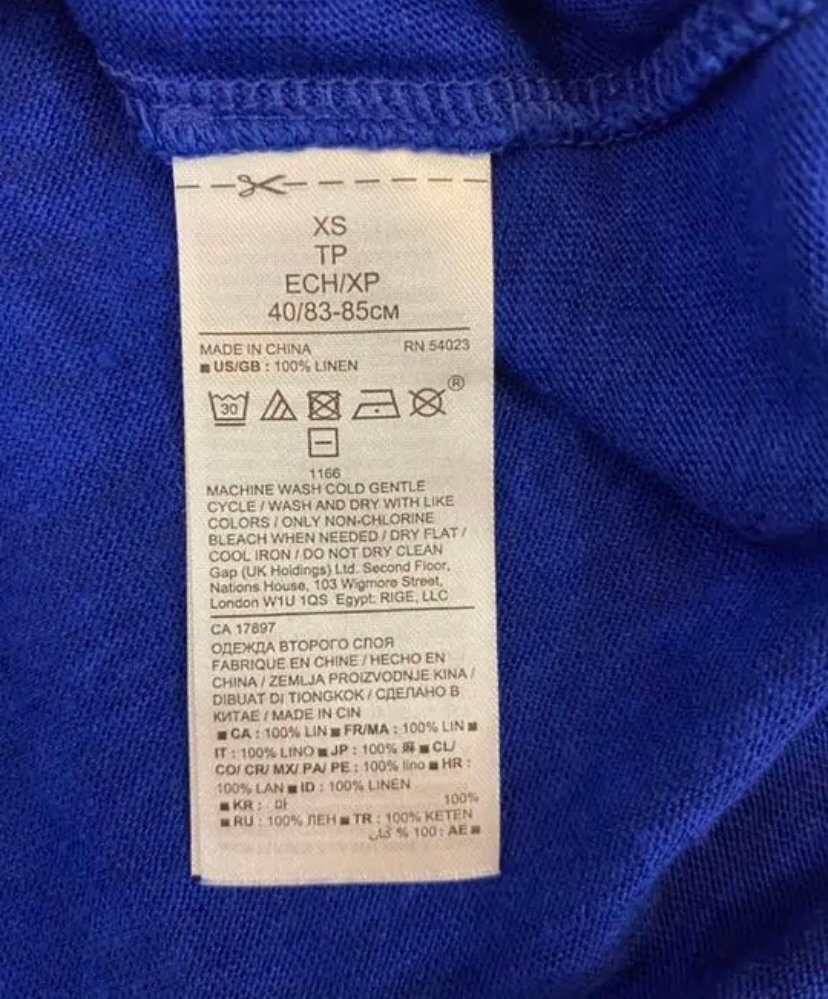 XS
TP
ECH/XP
40/83-85CM
MADE IN CHINA RN 54023
■ US/GB : 100% LINEN
30
®
1166
MACHINE WASH COLD GENTLE
CYCLE / WASH AND DRY WITH LIKE
COLORS / ONLY NON-CHLORINE
BLEACH WHEN NEEDED / DRY FLAT /
COOL IRON / DO NOT DRY CLEAN
Gap (UK Holdings) Ltd. Second Floor,
Nations House, 103 Wigmore Street,
London W1U 1QS Egypt: RIGE, LLC
CA 17897
ОДЕЖДА ВТОРОГО СЛОЯ
FABRIQUE EN CHINE / HECHO EN
CHINA / ZEMLJA PROIZVODNJE KINA /
DIBUAT DI TIONGKOK / СДЕЛАНО В
КИТАЕ / MADE IN CIN
■ CA : 100% LIN ■ FR/MA : 100% LIN ■
IT : 100% LINO ■ JP : 100% 麻 ■ CL/
CO/ CR/ MX/ PA/ PE : 100% lino ■ HR :
100% LAN ■ ID : 100% LINEN
■ KR : 마 100%
■ RU : 100% ЛЕН ■ TR : 100% KETEN
■ AE : 100 % كتان